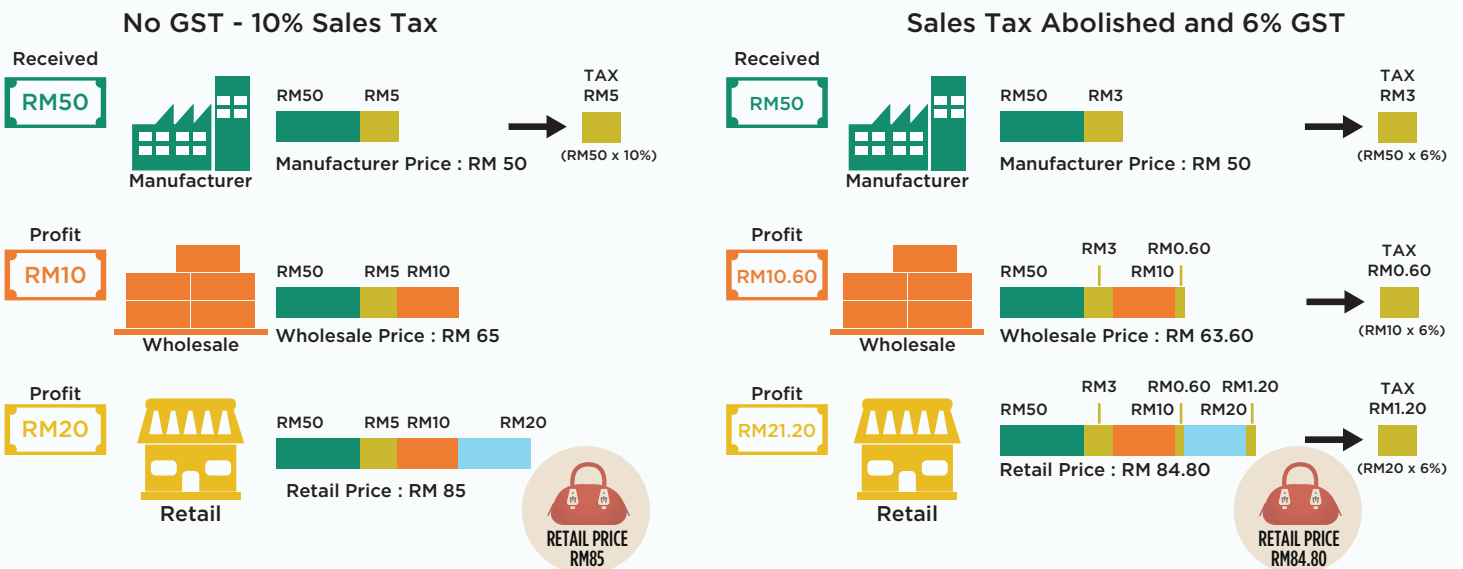 No GST - 10% Sales Tax
Received
RM50
Manufacturer
RM50 RM5
Manufacturer Price : RM 50
TAX
RM5
(RM50 x 10%)
Profit
RM10
Wholesale
RM50 RM5 RM10
Wholesale Price : RM 65
Profit
RM20
Retail
RM50 RM5 RM10 RM20
Retail Price : RM 85
RETAIL PRICE
RM85
Sales Tax Abolished and 6% GST
Received
RM50
Manufacturer
RM50 RM3
Manufacturer Price : RM 50
TAX
RM3
(RM50 x 6%)
Profit
RM10.60
Wholesale
RM3 RM0.60
RM50 RM10
Wholesale Price : RM 63.60
TAX
RM0.60
(RM10 x 6%)
Profit
RM21.20
Retail
RM3 RM0.60 RM1.20
RM50 RM10 RM20
Retail Price : RM 84.80
TAX
RM1.20
(RM20 x 6%)
RETAIL PRICE
RM84.80